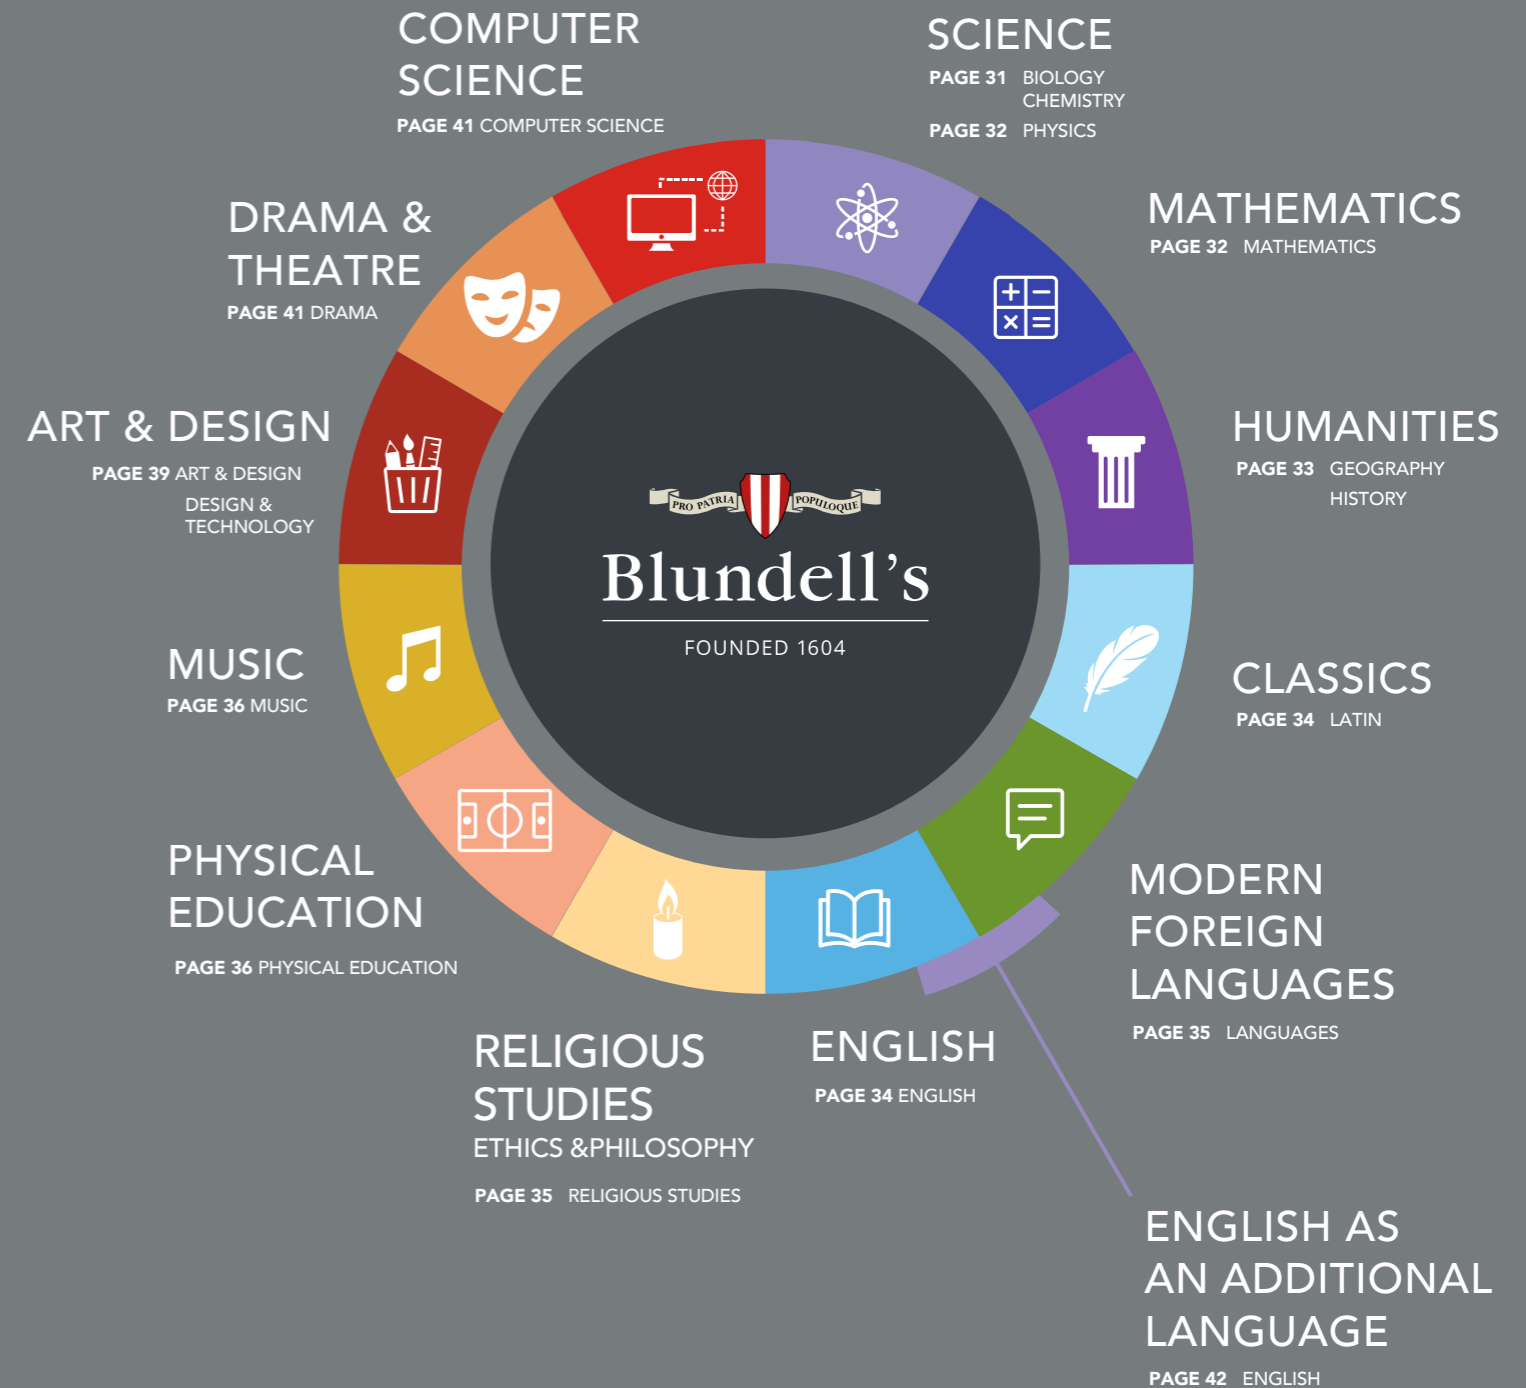 COMPUTER
SCIENCE
PAGE 41 COMPUTER SCIENCE
SCIENCE
PAGE 31 BIOLOGY
CHEMISTRY
PAGE 32 PHYSICS
MATHEMATICS
PAGE 32 MATHEMATICS
HUMANITIES
PAGE 33 GEOGRAPHY
HISTORY
CLASSICS
PAGE 34 LATIN
MODERN
FOREIGN
LANGUAGES
PAGE 35 LANGUAGES
ENGLISH AS
AN ADDITIONAL
LANGUAGE
PAGE 42 ENGLISH
ENGLISH
PAGE 34 ENGLISH
RELIGIOUS
STUDIES
ETHICS &PHILOSOPHY
PAGE 35 RELIGIOUS STUDIES
PHYSICAL
EDUCATION
PAGE 36 PHYSICAL EDUCATION
MUSIC
PAGE 36 MUSIC
ART & DESIGN
PAGE 39 ART & DESIGN
DESIGN &
TECHNOLOGY
DRAMA &
THEATRE
PAGE 41 DRAMA
PRO PATRIA POPULOQUE
Blundell's
FOUNDED 1604